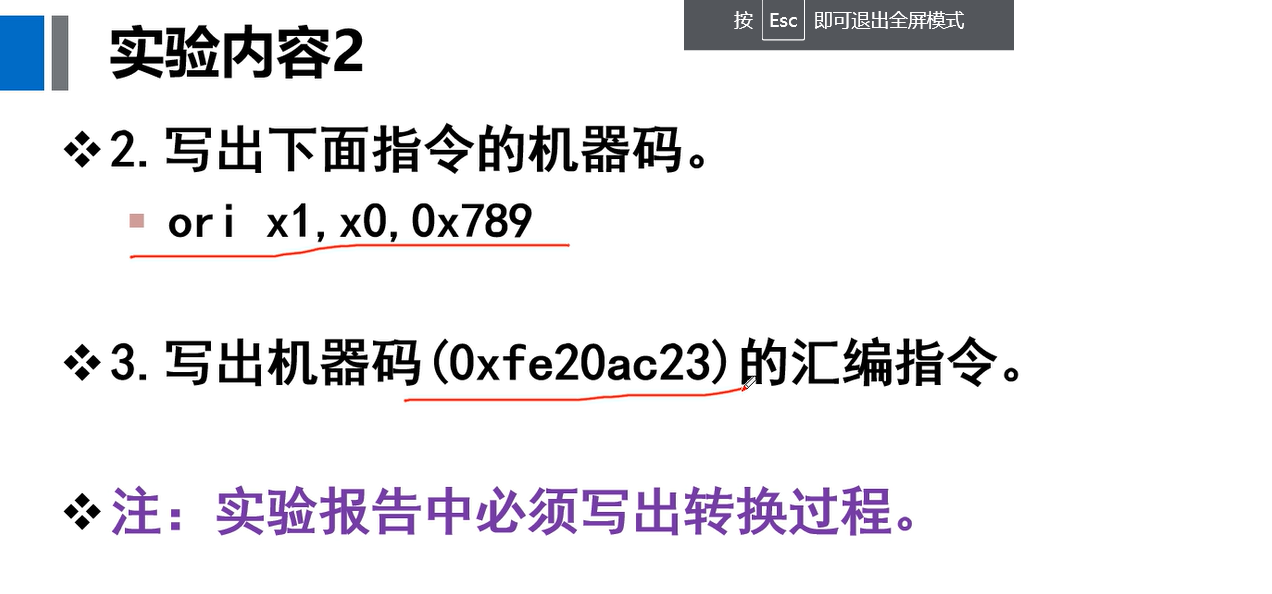 按 Esc 即可退出全屏模式
实验内容2
❖2.写出下面指令的机器码。
▪ ori x1,x0,0x789
❖3.写出机器码(0xfe20ac23)的汇编指令。
❖注：实验报告中必须写出转换过程。